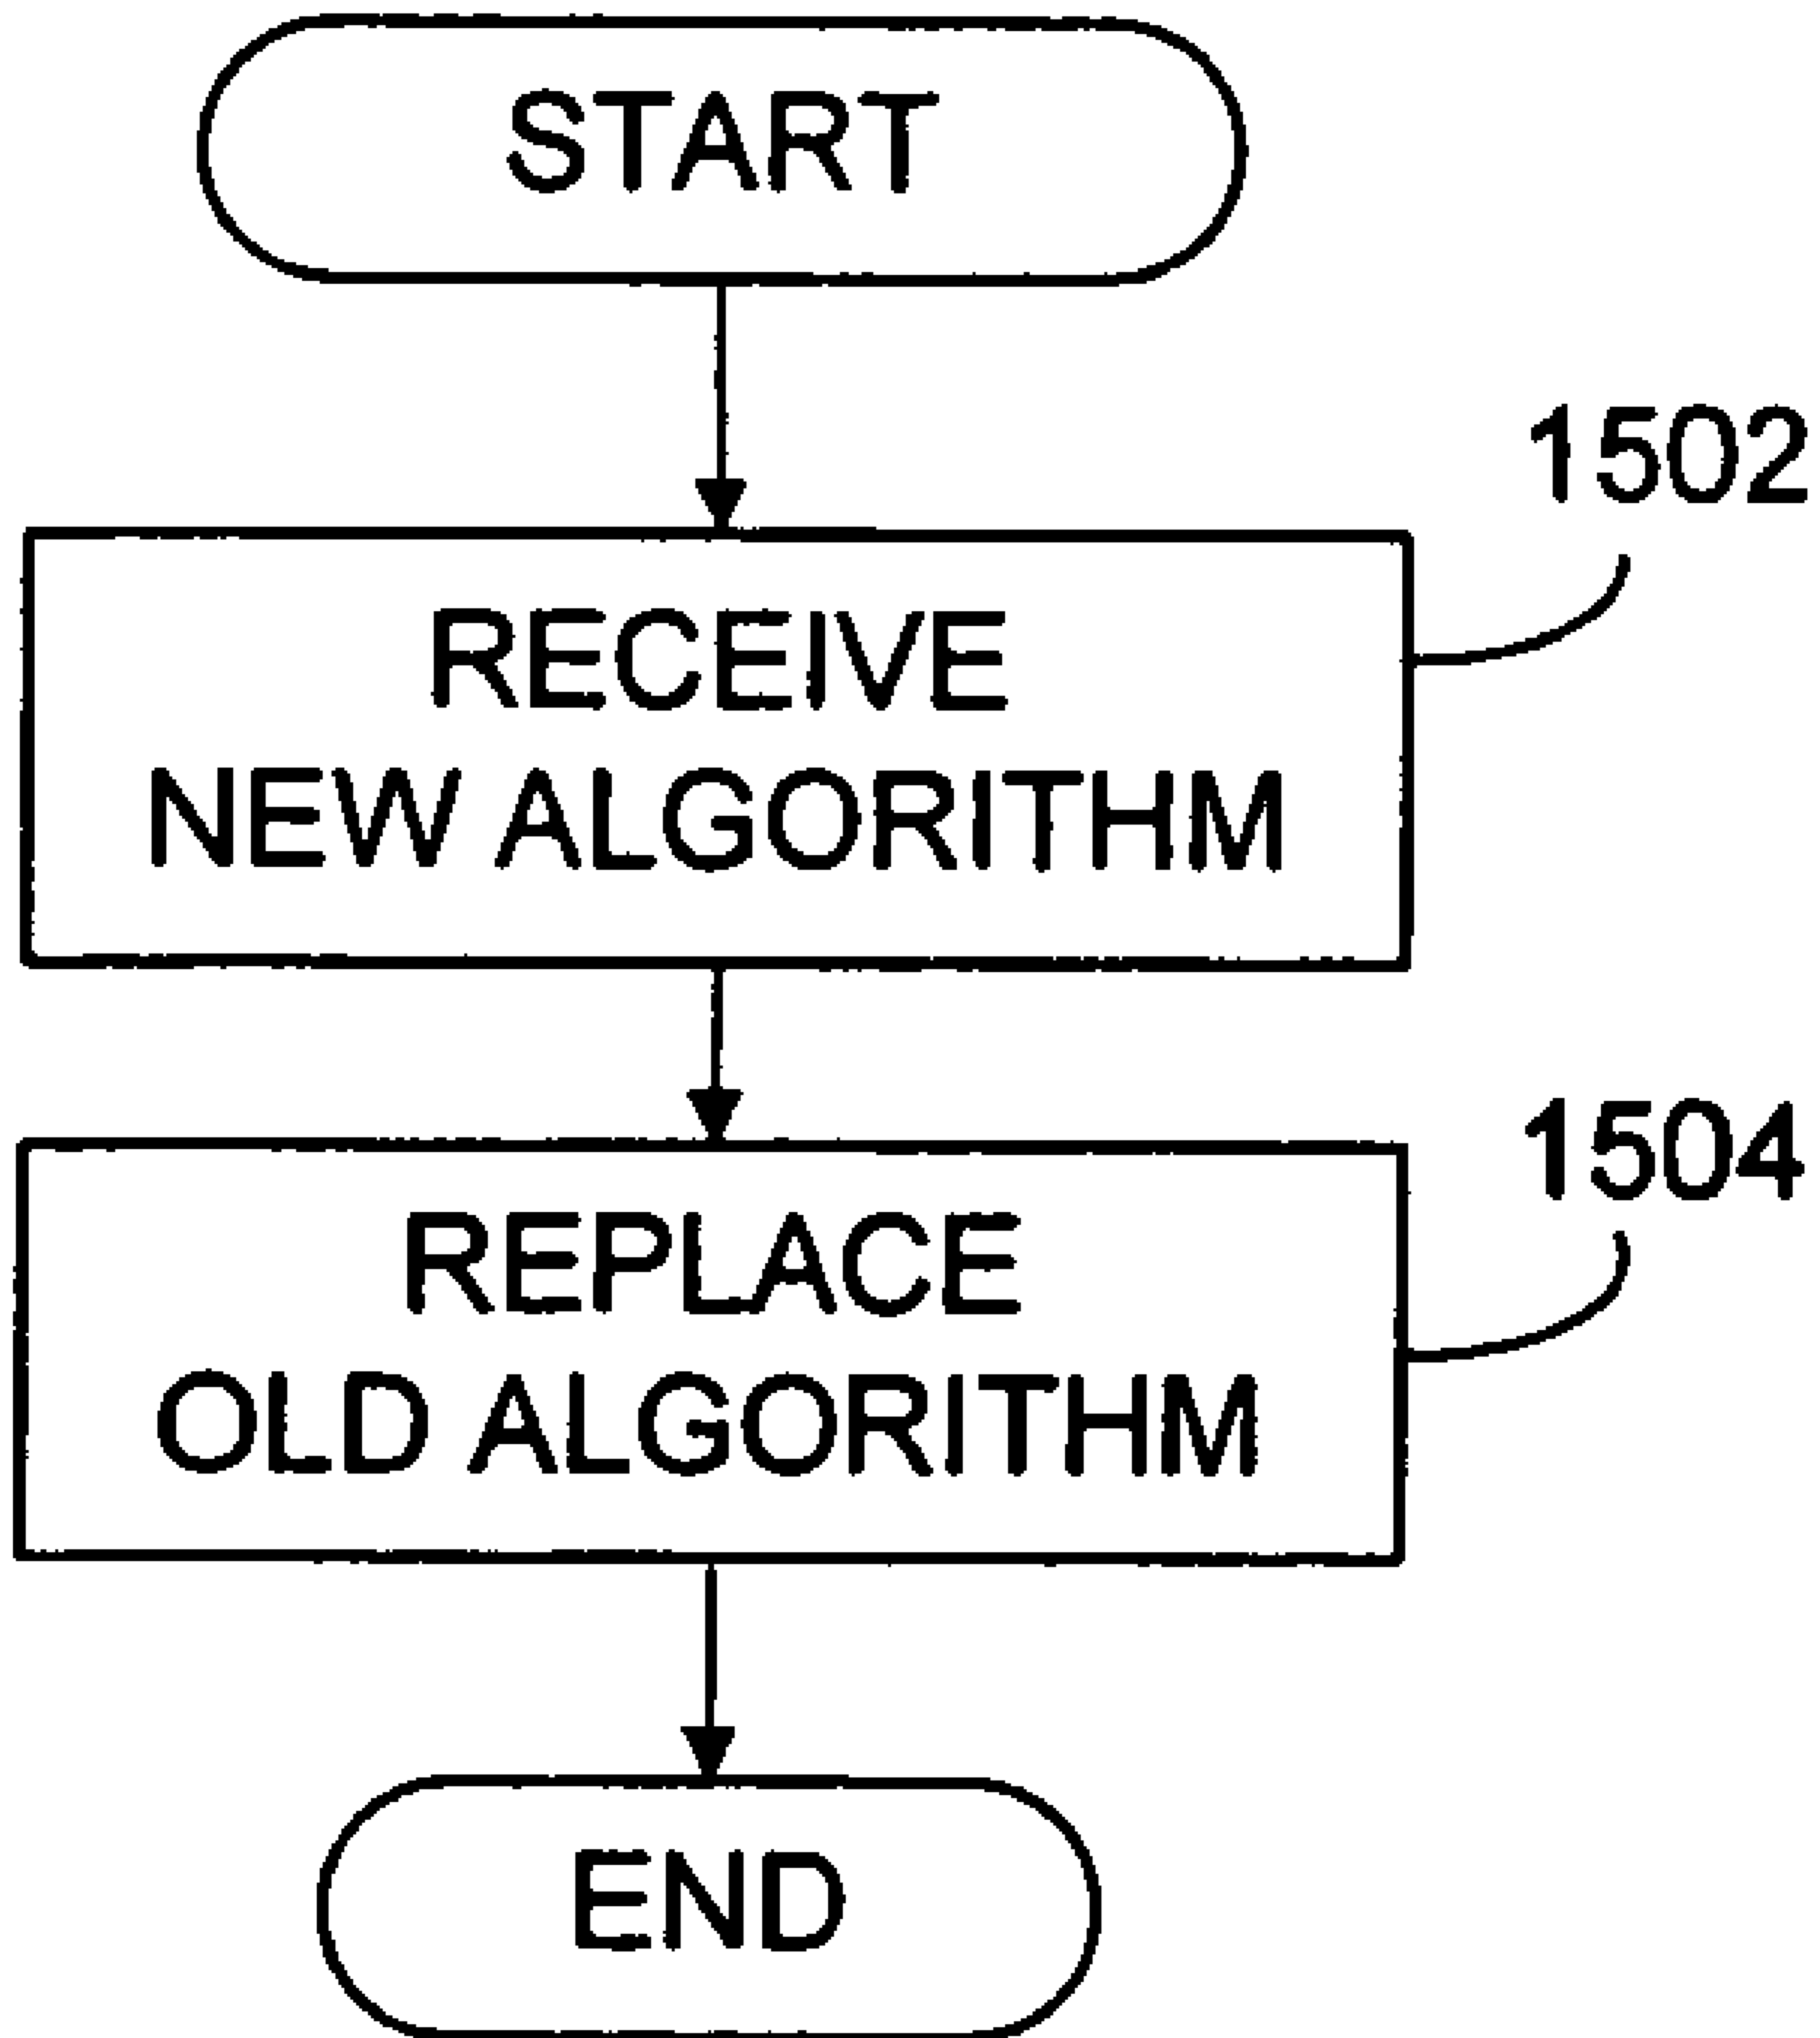 START
1502
RECEIVE
NEW ALGORITHM
1504
REPLACE
OLD ALGORITHM
END